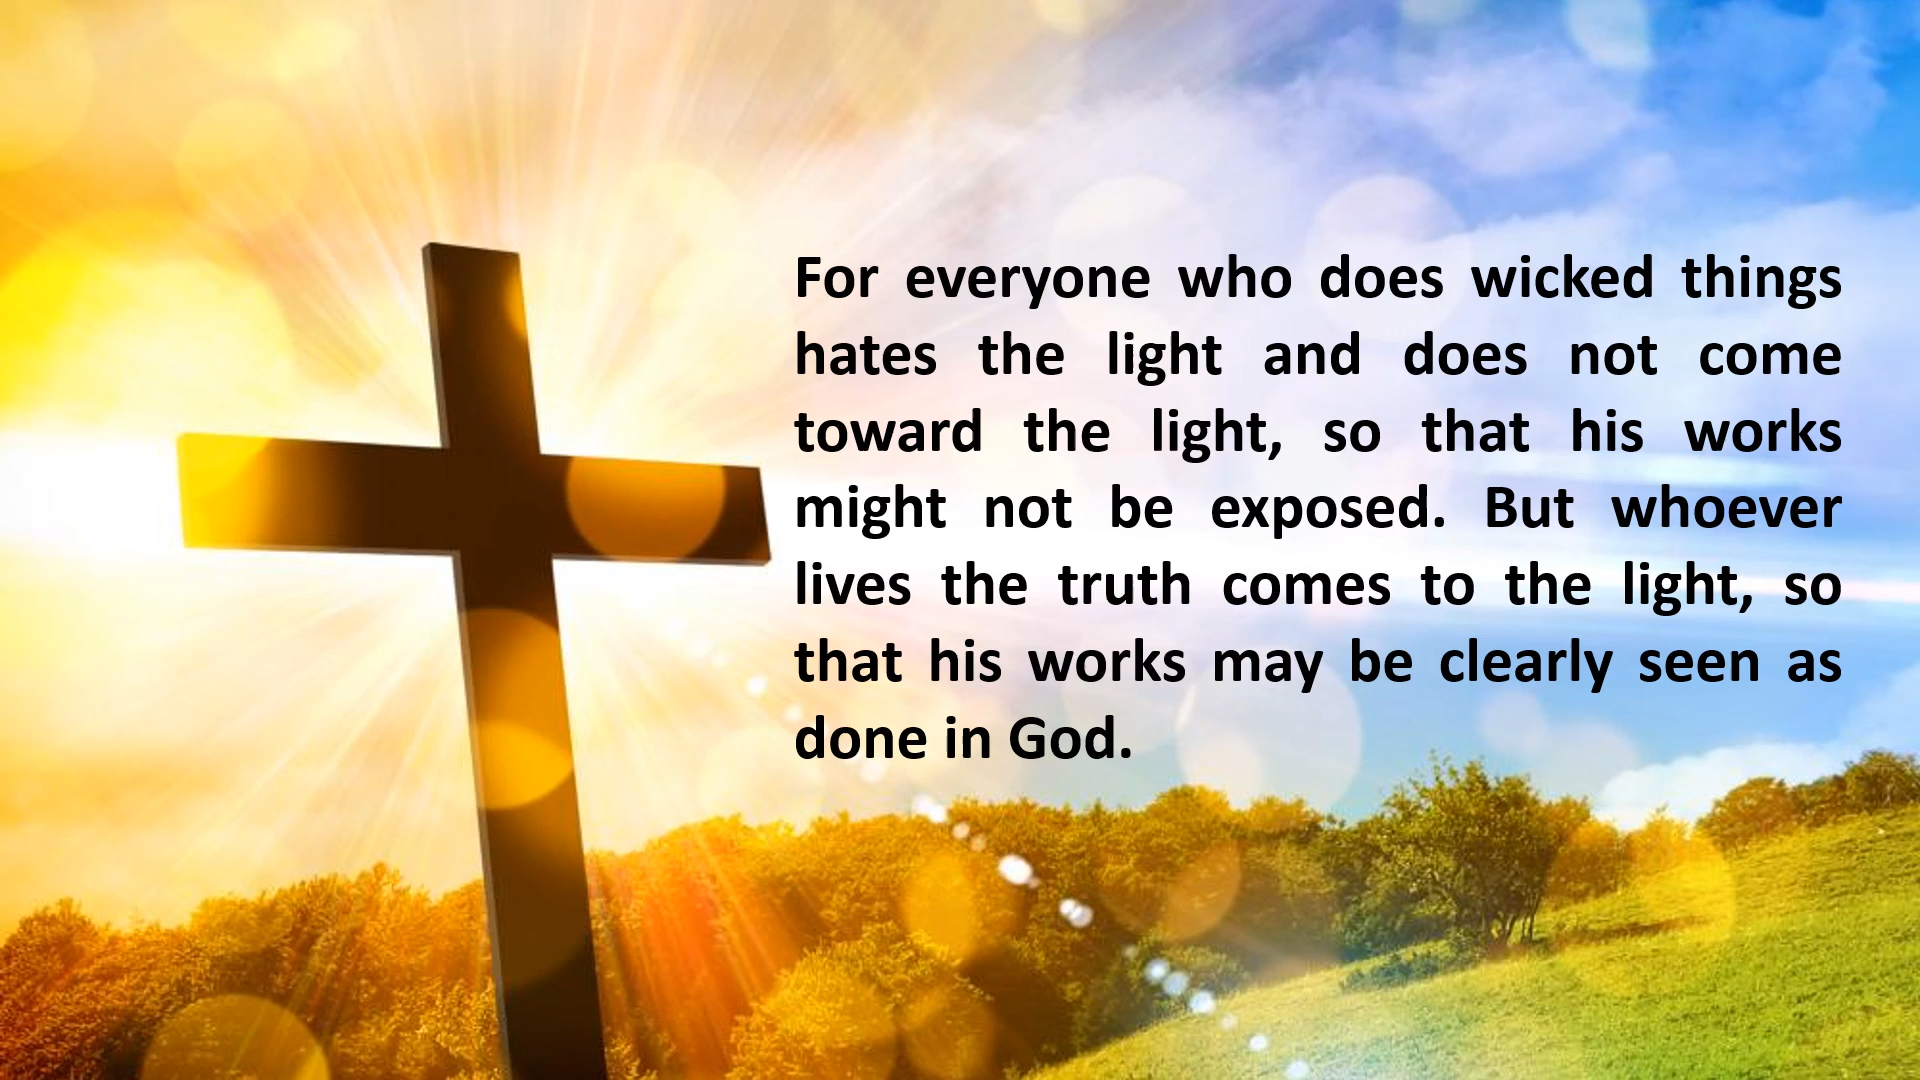 For everyone who does wicked things
hates the light and does not come
toward the light, so that his works
might not be exposed. But whoever
lives the truth comes to the light, so
that his works may be clearly seen as
done in God.